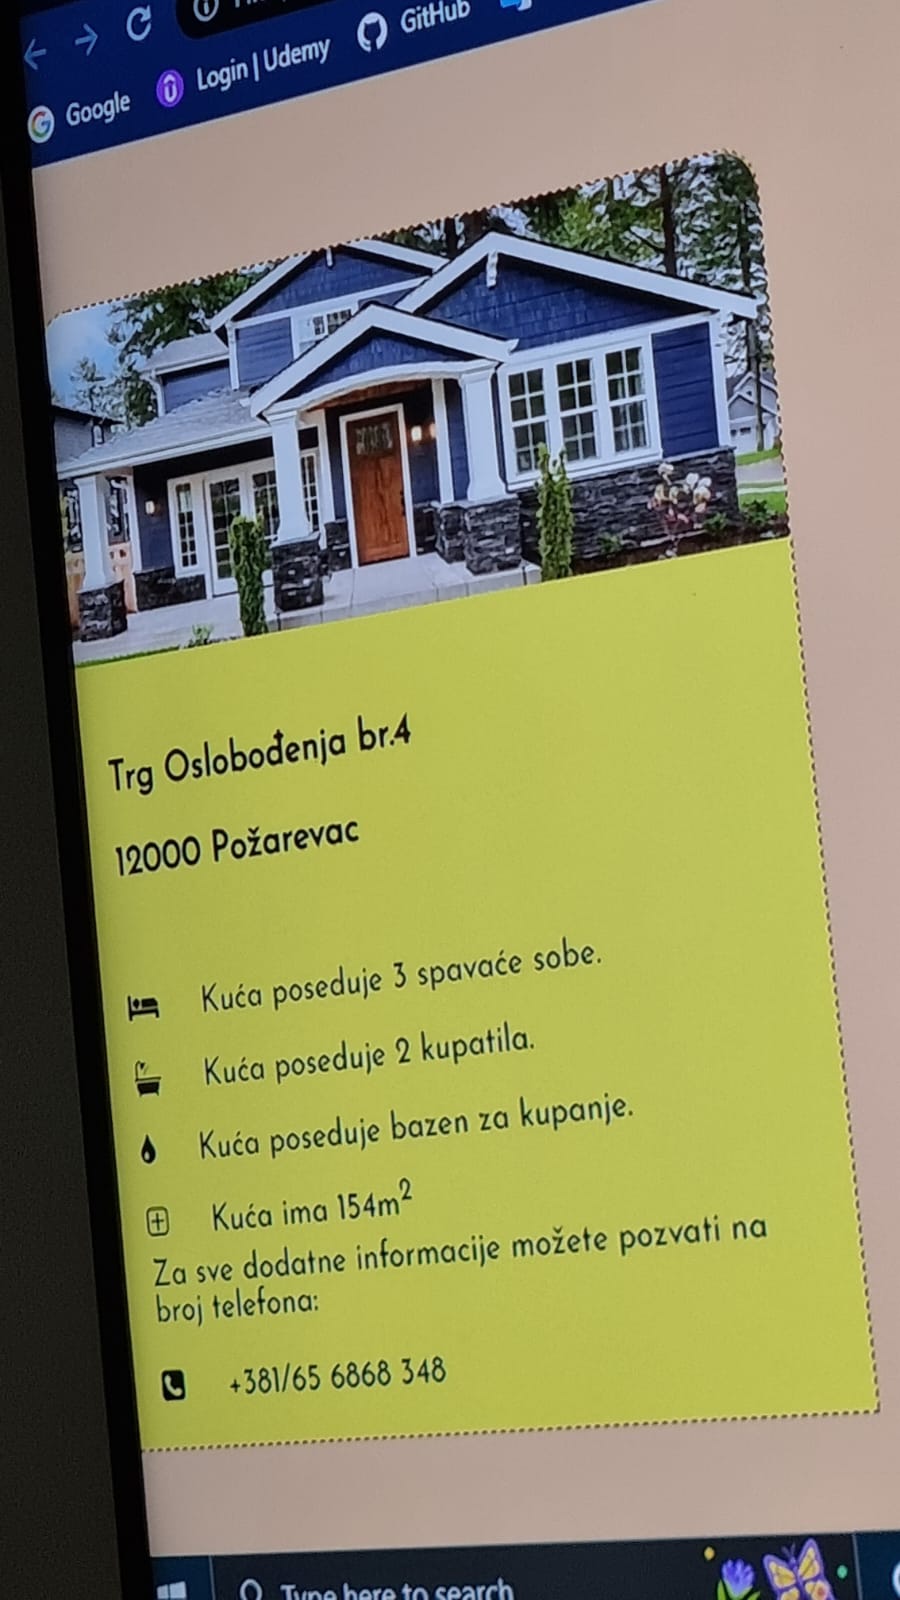 GitHub
Login | Udemy
Google
Trg Oslobođenja br.4
12000 Požarevac
Kuća poseduje 3 spavaće sobe.
Kuća poseduje 2 kupatila.
Kuća poseduje bazen za kupanje.
Kuća ima 154m²
Za sve dodatne informacije možete pozvati na
broj telefona:
+381/65 6868 348
Type here to search